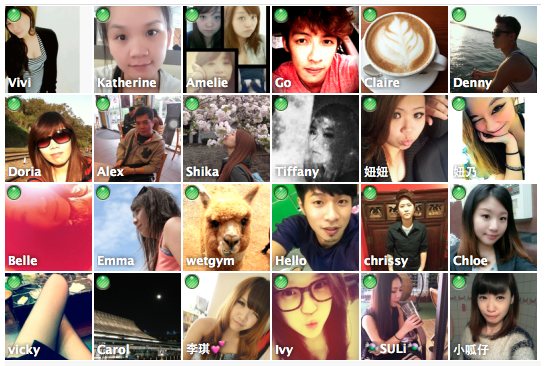 Vivi
Katherine
Amelie
Go
Claire
Denny
Doria
Alex
Shika
Tiffany
妞妞
妞乃
Belle
Emma
wetgym
Hello
chrissy
Chloe
vicky
Carol
李琪💕
Ivy
SULi
小呱仔